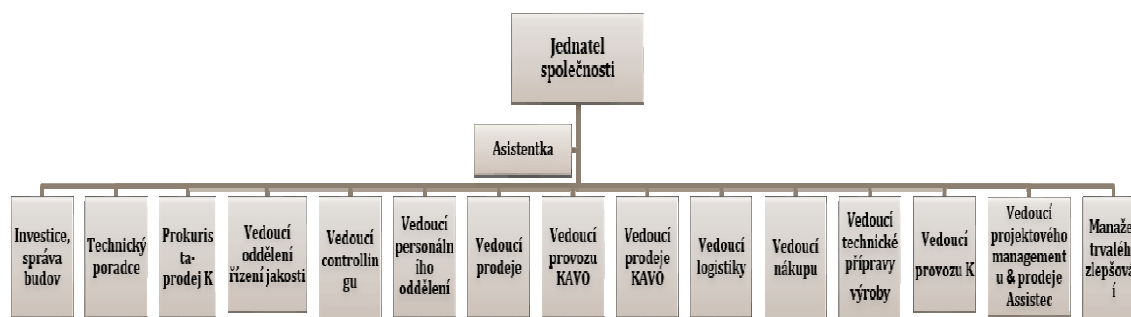 Jednatel
společnosti
Asistentka
Investice,
správa
budov
Technický
poradce
Prokuris
ta-
prodej K
Vedoucí
oddělení
řízení jakosti
Vedoucí
controllin
gu
Vedoucí
personáln
ího
oddělení
Vedoucí
prodeje
Vedoucí
provozu
KAVO
Vedoucí
prodeje
KAVO
Vedoucí
logistiky
Vedoucí
nákupu
Vedoucí
technické
přípravy
výroby
Vedoucí
provozu K
Vedoucí
projektového
management
u & prodeje
Assistec
Manaže
trvaléh
zlepšová
í